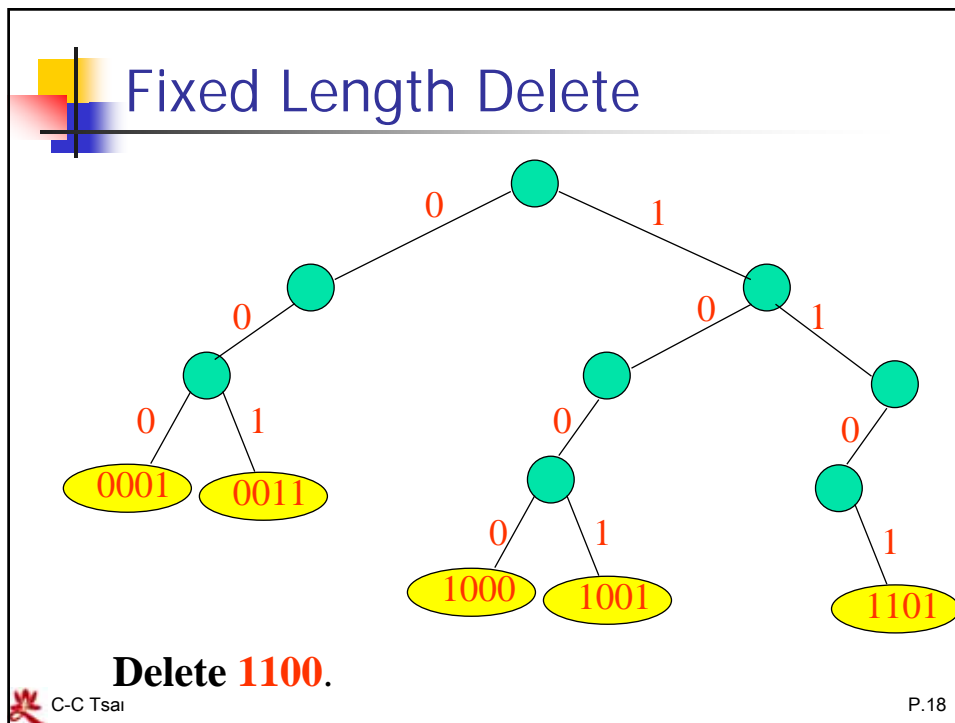 Fixed Length Delete
0 1
0 0 1
0 1 0 0
0001 0011 0 1 1
1000 1001 1101
Delete 1100.
C-C Tsai P.18